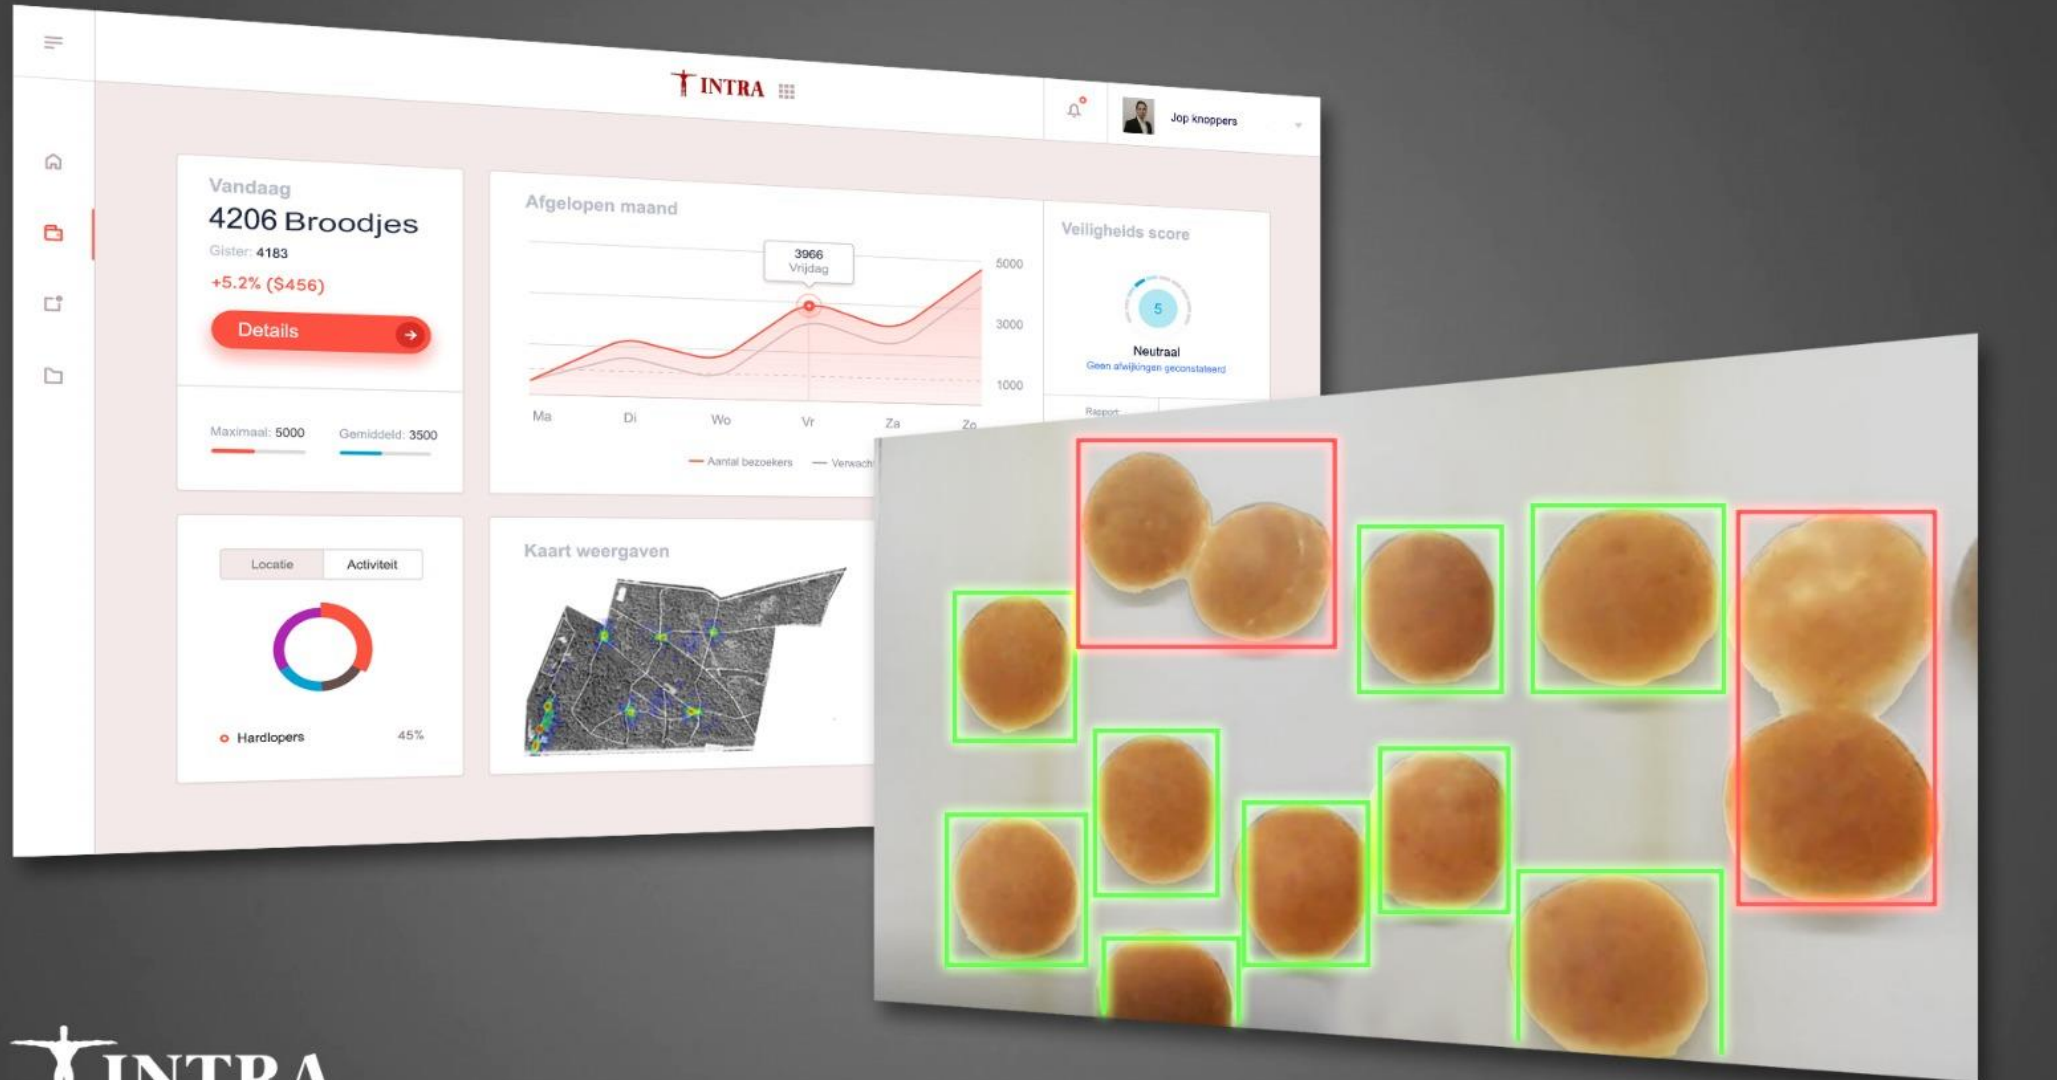 INTRA
Jop knoppers
Vandaag
4206 Broodjes
Gister: 4183
+5.2% ($456)
Details
Maximaal: 5000
Gemiddeld: 3500
Afgelopen maand
3966
Vrijdag
5000
3000
1000
Ma Di Wo Vr Za Zo
Aantal bezoekers
Veiligheids score
5
Neutraal
Geen afwijkingen geconstateerd
Rapport:
Locatie
Activiteit
Hardlopers 45%
Kaart weergaven
INTRA